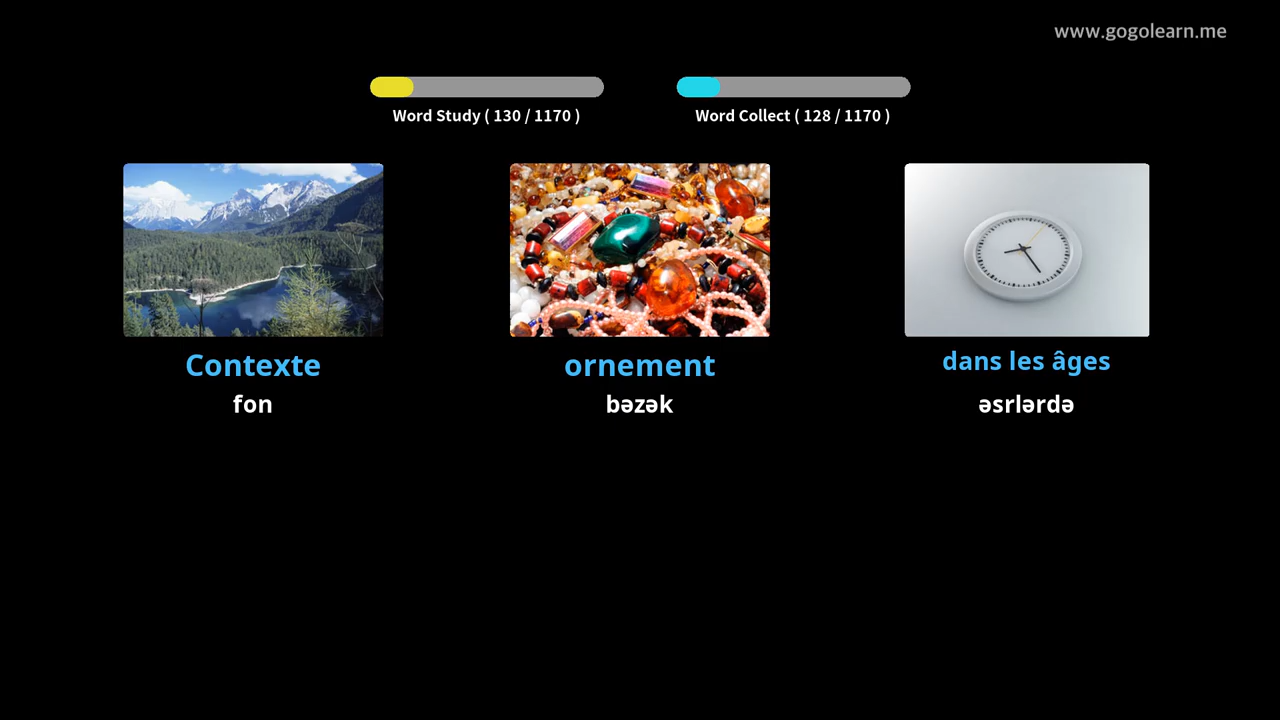 www.gogolearn.me
Word Study ( 130 / 1170 )
Word Collect ( 128 / 1170 )
Contexte
fon
ornement
bəzək
dans les âges
əsrlərdə